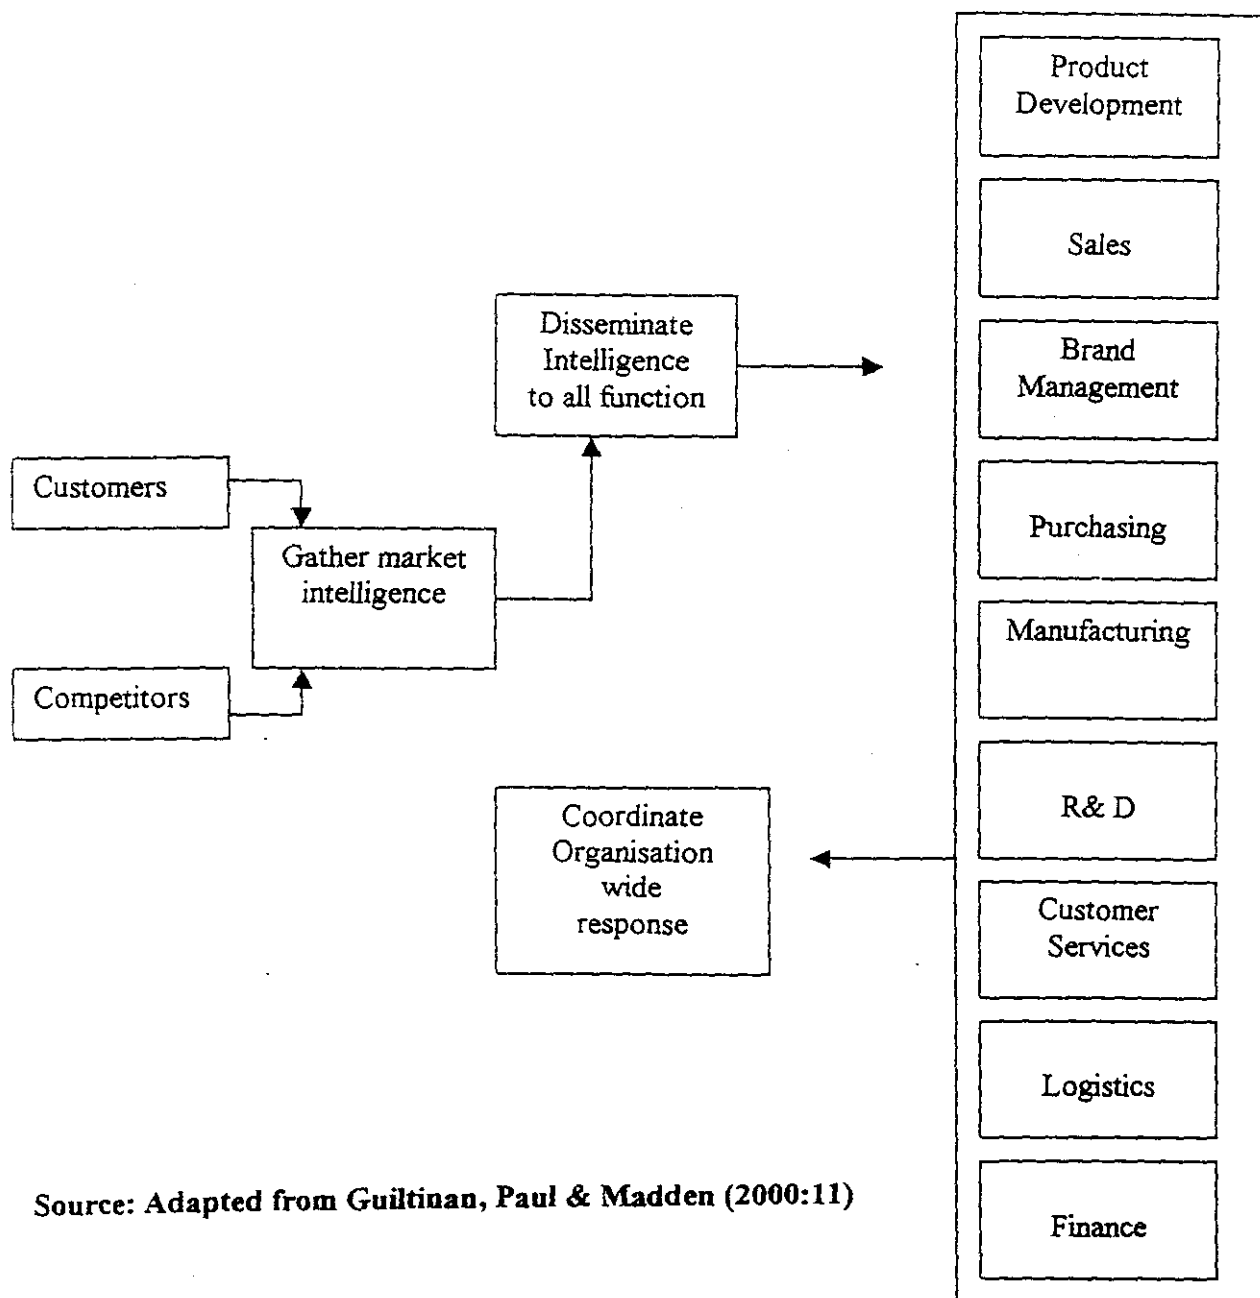 Product
Development
Sales
Disseminate
Intelligence
to all function
Brand
Management
Customers
Gather market
intelligence
Purchasing
Manufacturing
Competitors
Coordinate
Organisation
wide
response
R& D
Customer
Services
Logistics
Source: Adapted from Guiltinan, Paul & Madden (2000:11)
Finance